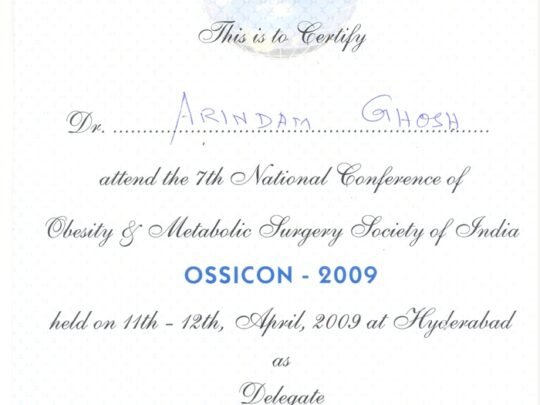 This is to Certify
Dr. ARINDAM GHOSH
attend the 7th National Conference of
Obesity & Metabolic Surgery Society of India
OSSICON - 2009
held on 11th - 12th, April, 2009 at Hyderabad
as
Delegate